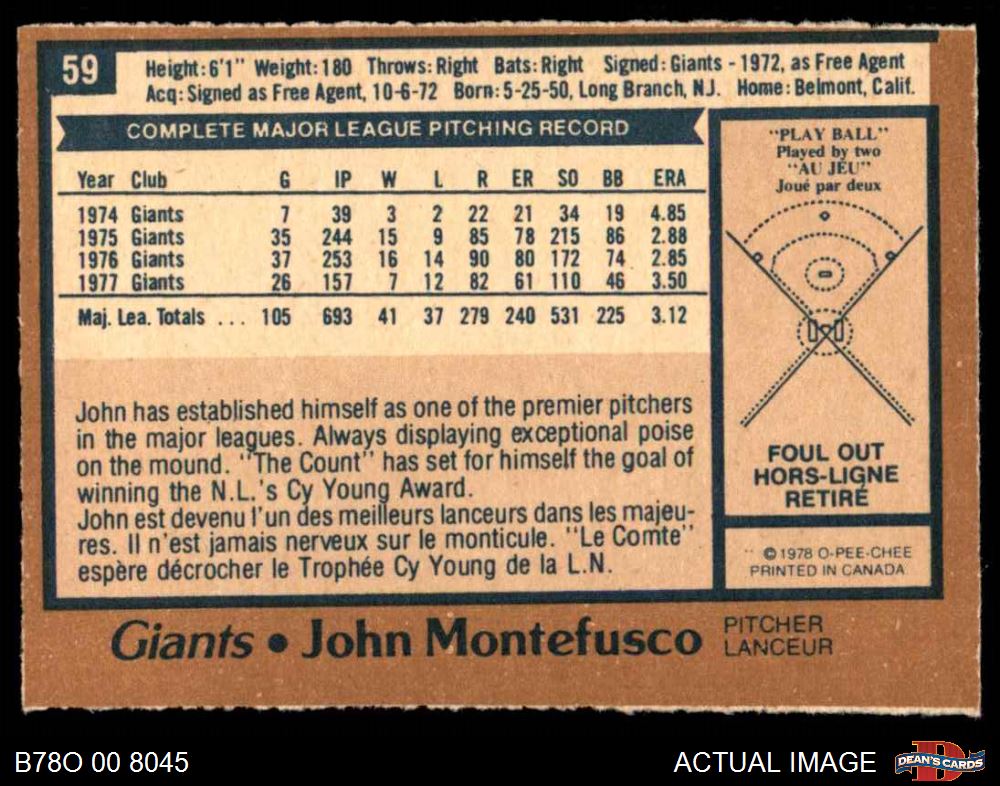 59
Height: 6'1" Weight: 180 Throws: Right Bats: Right Signed: Giants - 1972, as Free Agent
Acq: Signed as Free Agent, 10-6-72 Born: 5-25-50, Long Branch, NJ. Home: Belmont, Calif.
COMPLETE MAJOR LEAGUE PITCHING RECORD
Year Club G IP W L R ER SO BB ERA
1974 Giants 7 39 3 2 22 21 34 19 4.85
1975 Giants 35 244 15 9 85 78 215 86 2.88
1976 Giants 37 253 16 14 90 80 172 74 2.85
1977 Giants 26 157 7 12 82 61 110 46 3.50
Maj. Lea. Totals ... 105 693 41 37 279 240 531 225 3.12
John has established himself as one of the premier pitchers
in the major leagues. Always displaying exceptional poise
on the mound. "The Count" has set for himself the goal of
winning the N.L.'s Cy Young Award.
John est devenu l'un des meilleurs lanceurs dans les majeu-
res. Il n'est jamais nerveux sur le monticule. "Le Comte"
espère décrocher le Trophée Cy Young de la L.N.
"PLAY BALL"
Played by two
"AU JEU"
Joué par deux
FOUL OUT
HORS-LIGNE
RETIRÉ
©1978 O-PEE-CHEE
PRINTED IN CANADA
Giants • John Montefusco
PITCHER
LANCEUR
B78O 00 8045
ACTUAL IMAGE
D
DEAN'S CARDS